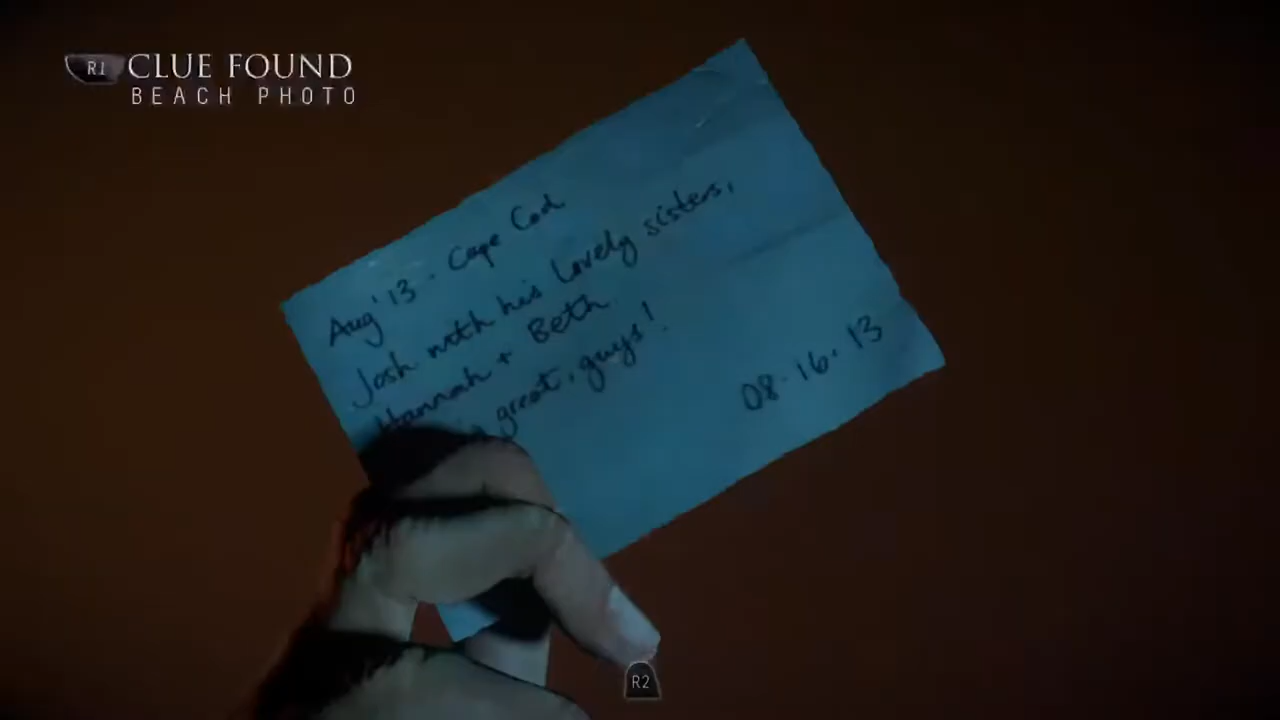 R1 CLUE FOUND
BEACH PHOTO
Aug '13 - Cape Cod
Josh with his lovely sisters,
Hannah + Beth.
great, guys!
08-16-13
R2